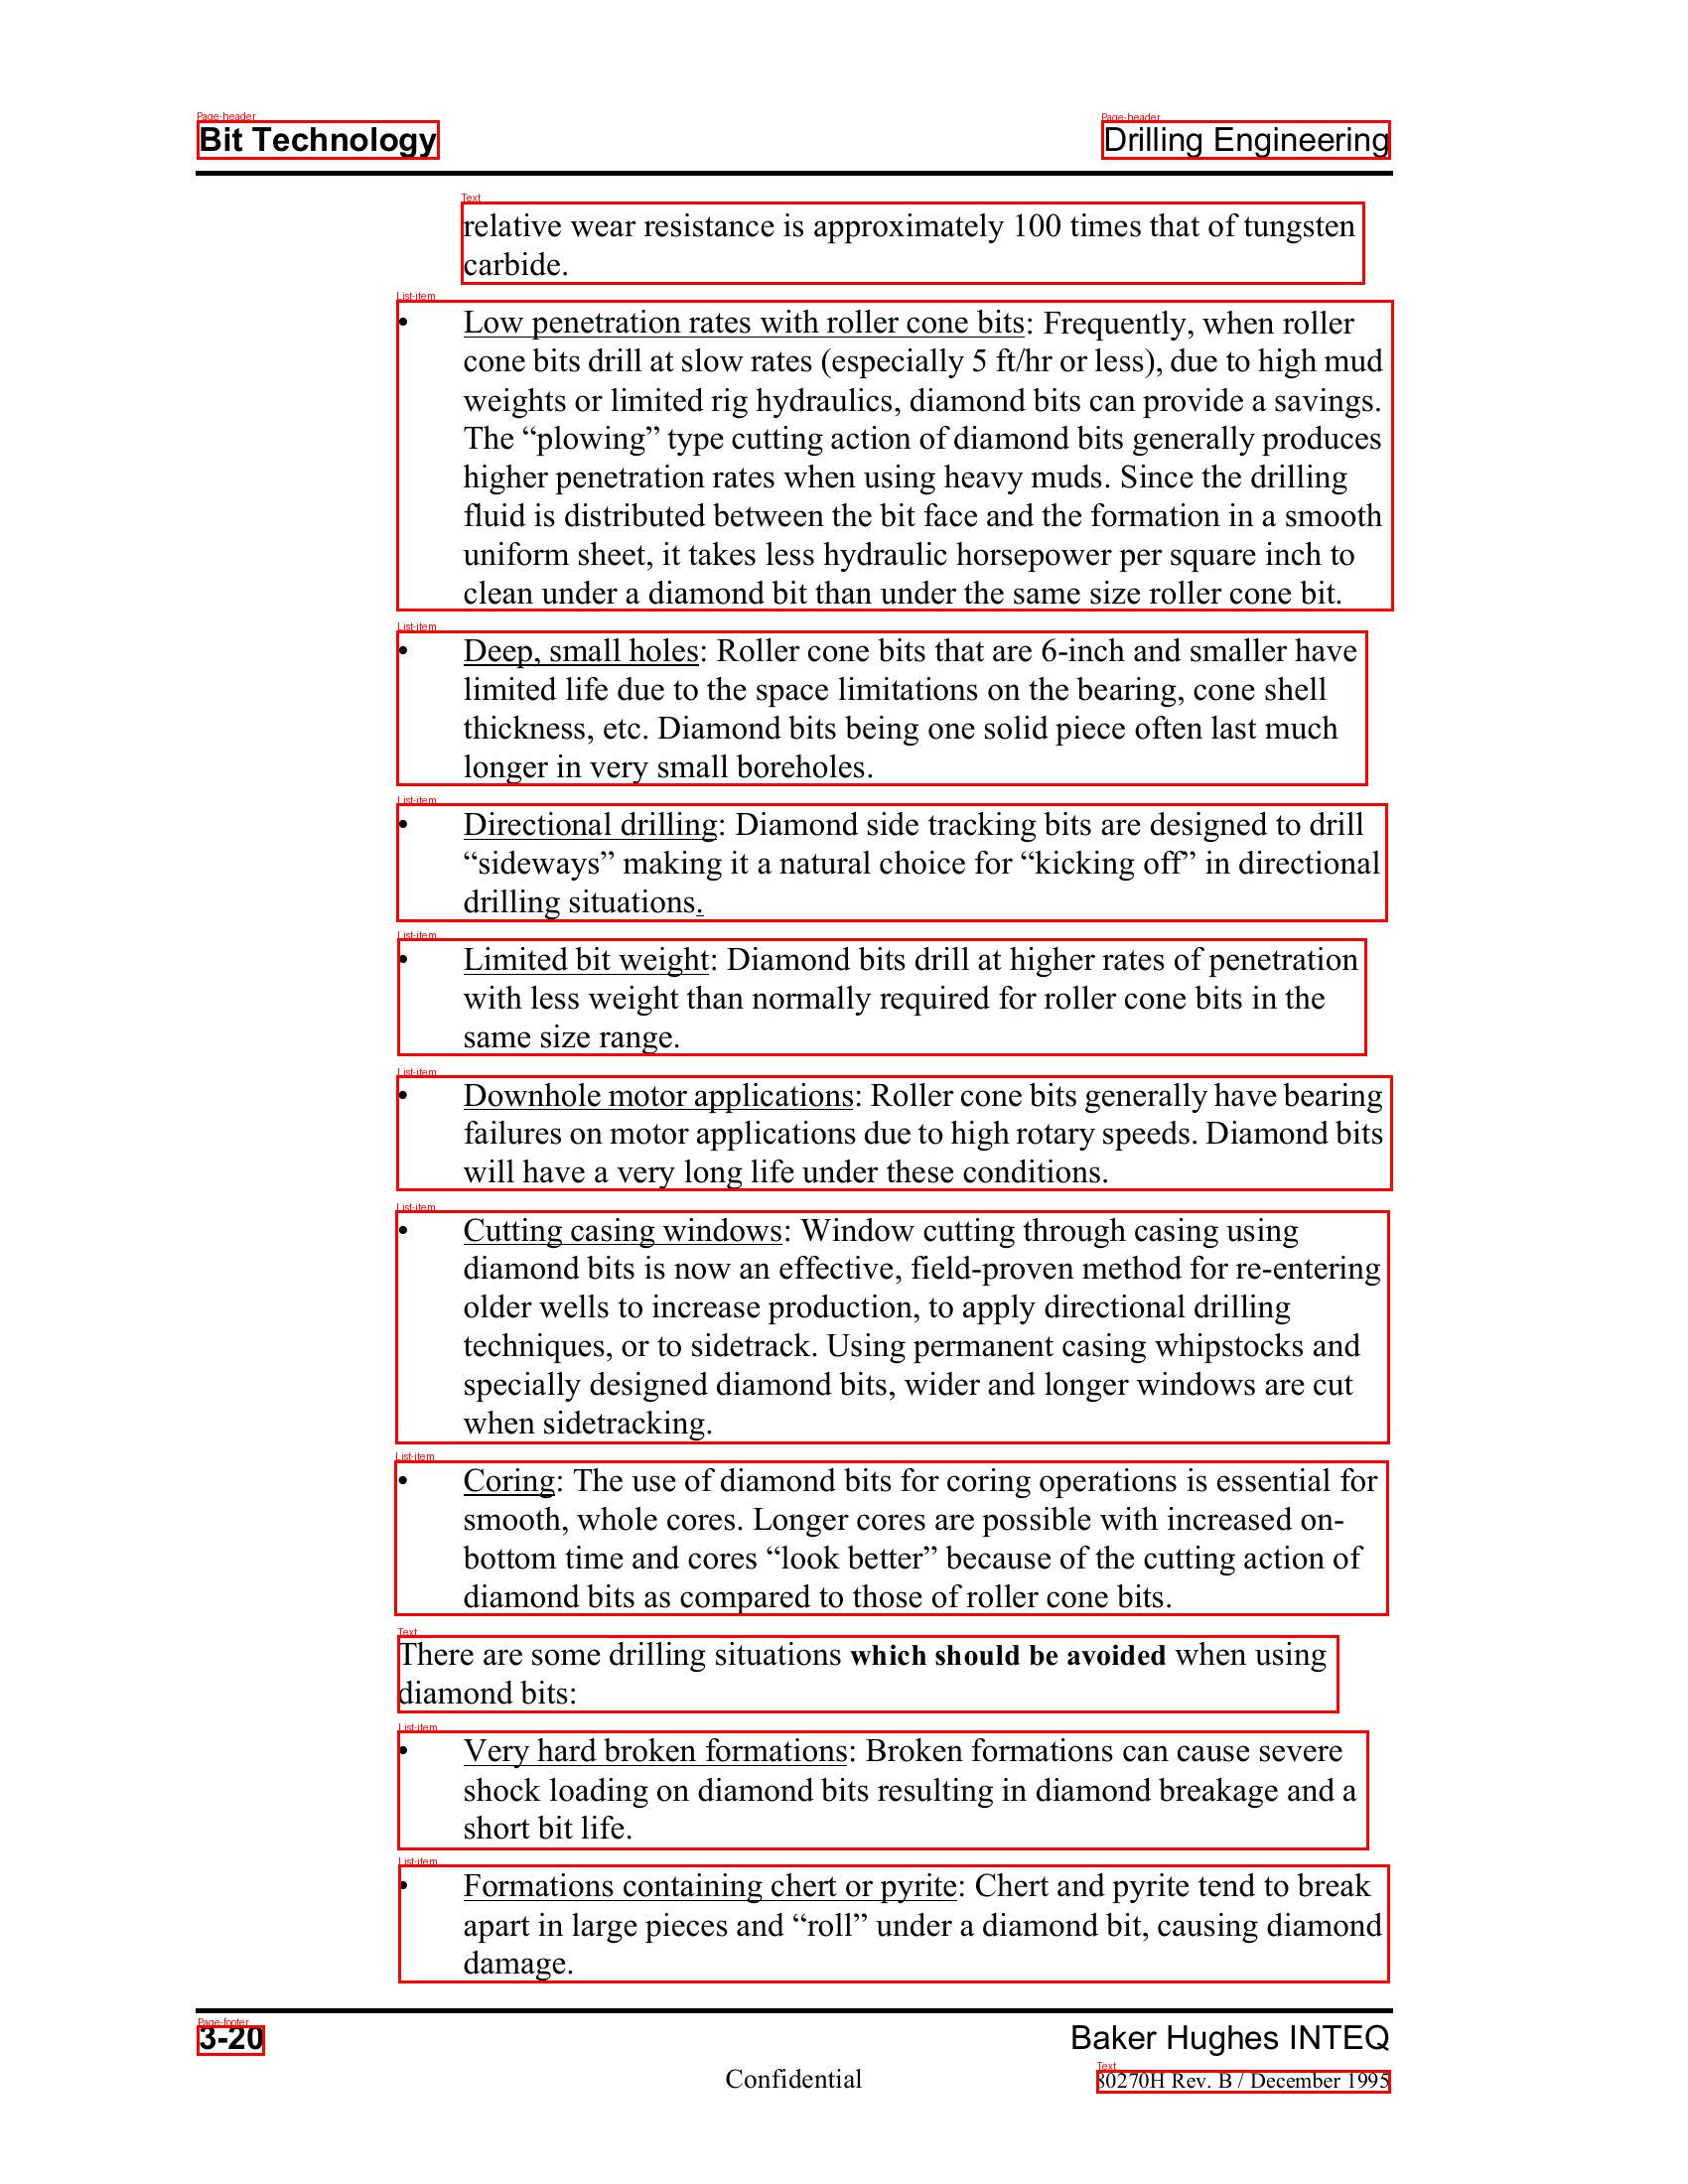 Page-header
Bit Technology
Page-header
Drilling Engineering
Text
relative wear resistance is approximately 100 times that of tungsten
carbide.
List-item
• Low penetration rates with roller cone bits: Frequently, when roller
cone bits drill at slow rates (especially 5 ft/hr or less), due to high mud
weights or limited rig hydraulics, diamond bits can provide a savings.
The “plowing” type cutting action of diamond bits generally produces
higher penetration rates when using heavy muds. Since the drilling
fluid is distributed between the bit face and the formation in a smooth
uniform sheet, it takes less hydraulic horsepower per square inch to
clean under a diamond bit than under the same size roller cone bit.
List-item
• Deep, small holes: Roller cone bits that are 6-inch and smaller have
limited life due to the space limitations on the bearing, cone shell
thickness, etc. Diamond bits being one solid piece often last much
longer in very small boreholes.
List-item
• Directional drilling: Diamond side tracking bits are designed to drill
“sideways” making it a natural choice for “kicking off” in directional
drilling situations.
List-item
• Limited bit weight: Diamond bits drill at higher rates of penetration
with less weight than normally required for roller cone bits in the
same size range.
List-item
• Downhole motor applications: Roller cone bits generally have bearing
failures on motor applications due to high rotary speeds. Diamond bits
will have a very long life under these conditions.
List-item
• Cutting casing windows: Window cutting through casing using
diamond bits is now an effective, field-proven method for re-entering
older wells to increase production, to apply directional drilling
techniques, or to sidetrack. Using permanent casing whipstocks and
specially designed diamond bits, wider and longer windows are cut
when sidetracking.
List-item
• Coring: The use of diamond bits for coring operations is essential for
smooth, whole cores. Longer cores are possible with increased on-
bottom time and cores “look better” because of the cutting action of
diamond bits as compared to those of roller cone bits.
Text
There are some drilling situations which should be avoided when using
diamond bits:
List-item
• Very hard broken formations: Broken formations can cause severe
shock loading on diamond bits resulting in diamond breakage and a
short bit life.
List-item
• Formations containing chert or pyrite: Chert and pyrite tend to break
apart in large pieces and “roll” under a diamond bit, causing diamond
damage.
Page-footer
3-20
Baker Hughes INTEQ
Confidential
Text
80270H Rev. B / December 1995